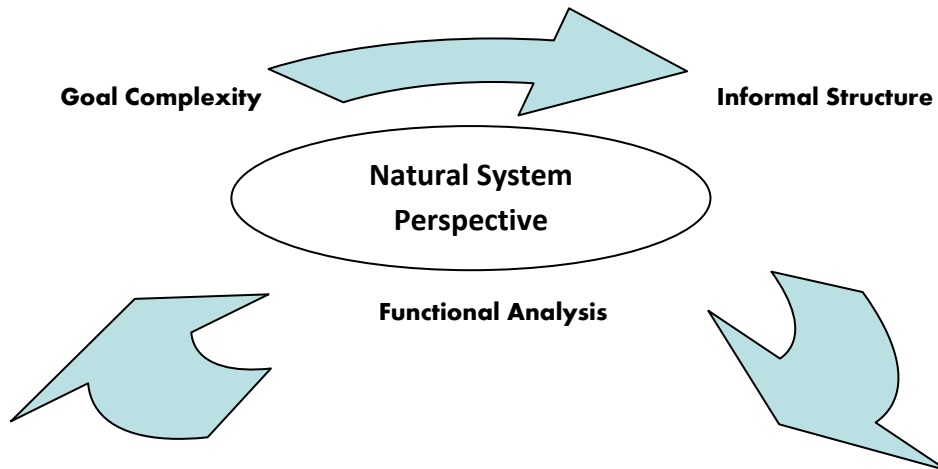 Goal Complexity
Informal Structure
Natural System
Perspective
Functional Analysis